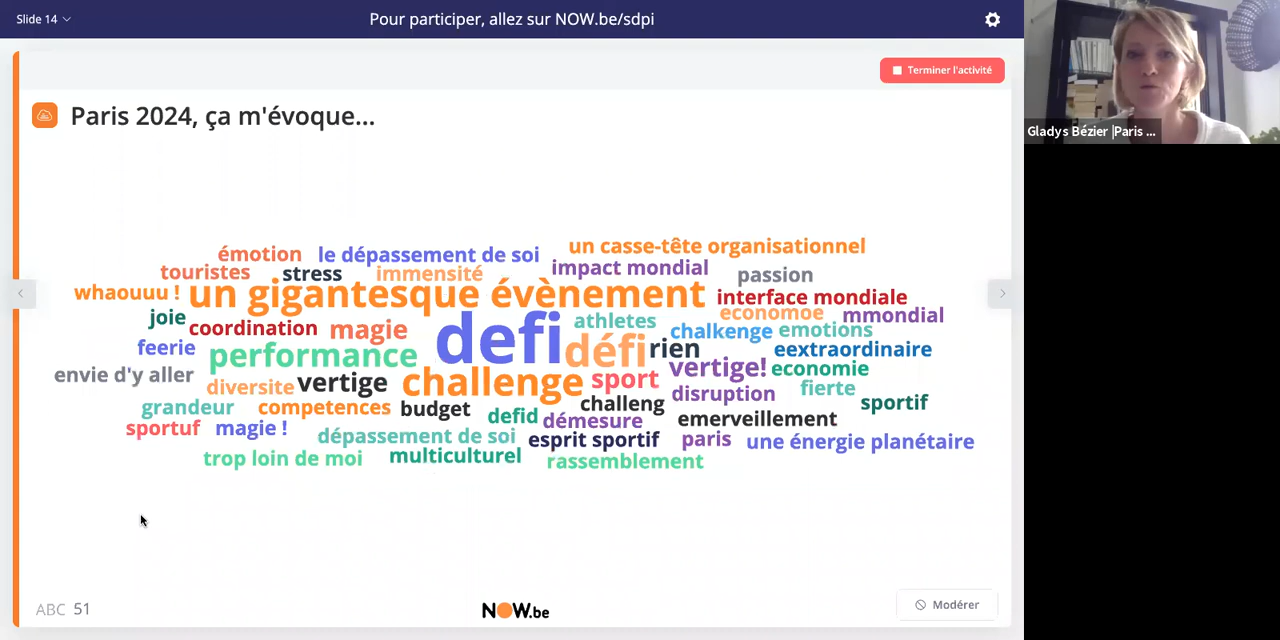 Slide 14
Pour participer, allez sur NOW.be/sdpi
Terminer l'activité
Paris 2024, ça m'évoque...
un casse-tête organisationnel
émotion le dépassement de soi
touristes stress immensité impact mondial passion
whaouuu ! un gigantesque évènement interface mondiale
joie economoe mmondial
coordination magie defi athletes chalkenge emotions
feerie performance défi rien eextraordinaire
envie d'y aller vertige! economie
diversite vertige challenge sport disruption fierte
grandeur competences budget challeng sportif
defid démesure emerveillement
sportuf magie ! dépassement de soi esprit sportif paris une énergie planétaire
trop loin de moi multiculturel rassemblement
ABC 51
NOW.be
Modérer
Gladys Bézier |Paris ...